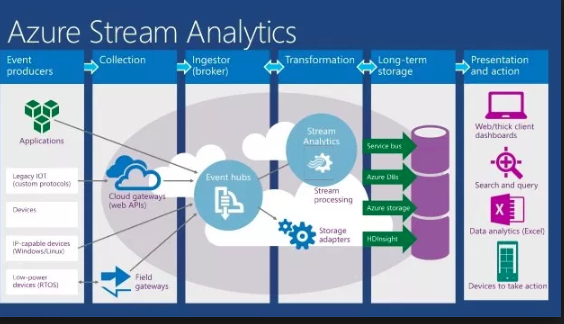 Azure Stream Analytics
Event
producers
Collection
Ingestor
(broker)
Transformation
Long-term
storage
Presentation
and action
Applications
Legacy IOT
(custom protocols)
Devices
IP-capable devices
(Windows/Linux)
Low-power
devices (RTOS)
Cloud gateways
(web APIs)
Field
gateways
Event hubs
Stream
Analytics
Stream
processing
Storage
adapters
Service bus
Azure DBs
Azure storage
HDInsight
Web/thick client
dashboards
Search and query
Data analytics (Excel)
Devices to take action